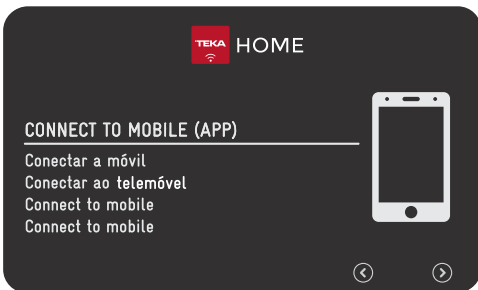 TEKA HOME
CONNECT TO MOBILE (APP)
Conectar a móvil
Conectar ao telemóvel
Connect to mobile
Connect to mobile